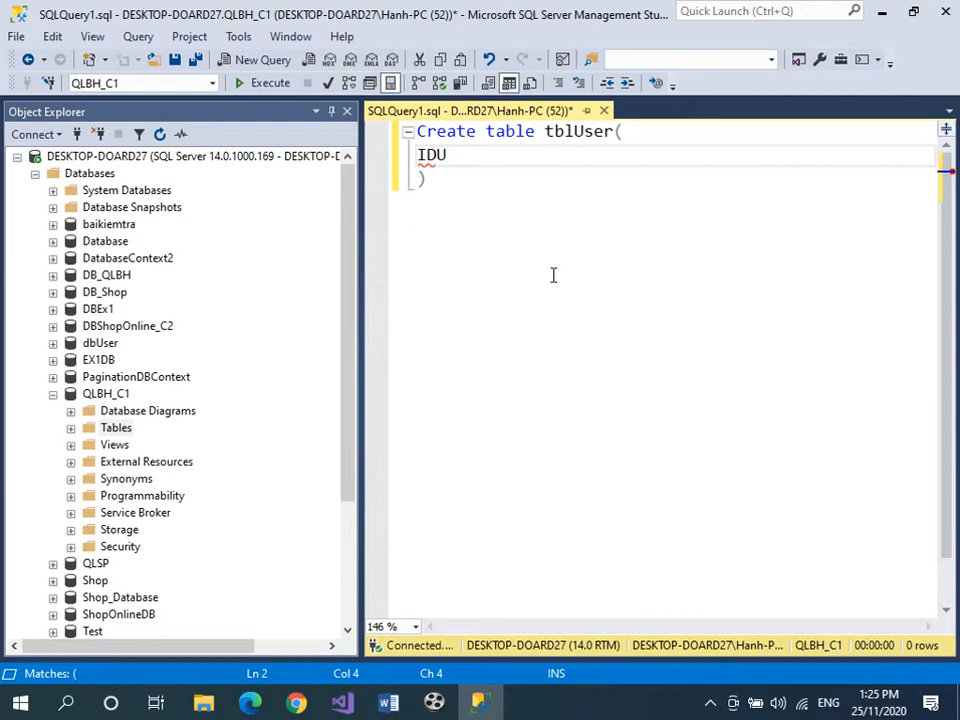 SQLQuery1.sql - DESKTOP-DOARD27.QLBH_C1 (DESKTOP-DOARD27\Hanh-PC (52))* - Microsoft SQL Server Management Stu...
Quick Launch (Ctrl+Q)
File Edit View Query Project Tools Window Help
New Query
QLBH_C1
Execute
Object Explorer
SQLQuery1.sql - D...RD27\Hanh-PC (52))*
Connect
DESKTOP-DOARD27 (SQL Server 14.0.1000.169 - DESKTOP-D
Databases
System Databases
Database Snapshots
baikiemtra
Database
DatabaseContext2
DB_QLBH
DB_Shop
DBEx1
DBShopOnline_C2
dbUser
EX1DB
PaginationDBContext
QLBH_C1
Database Diagrams
Tables
Views
External Resources
Synonyms
Programmability
Service Broker
Storage
Security
QLSP
Shop
Shop_Database
ShopOnlineDB
Test
Create table tblUser(
IDU
)
146 %
Connected.... DESKTOP-DOARD27 (14.0 RTM) DESKTOP-DOARD27\Hanh-P... QLBH_C1 00:00:00 0 rows
Matches: ( Ln 2 Col 4 Ch 4 INS
ENG
1:25 PM
25/11/2020